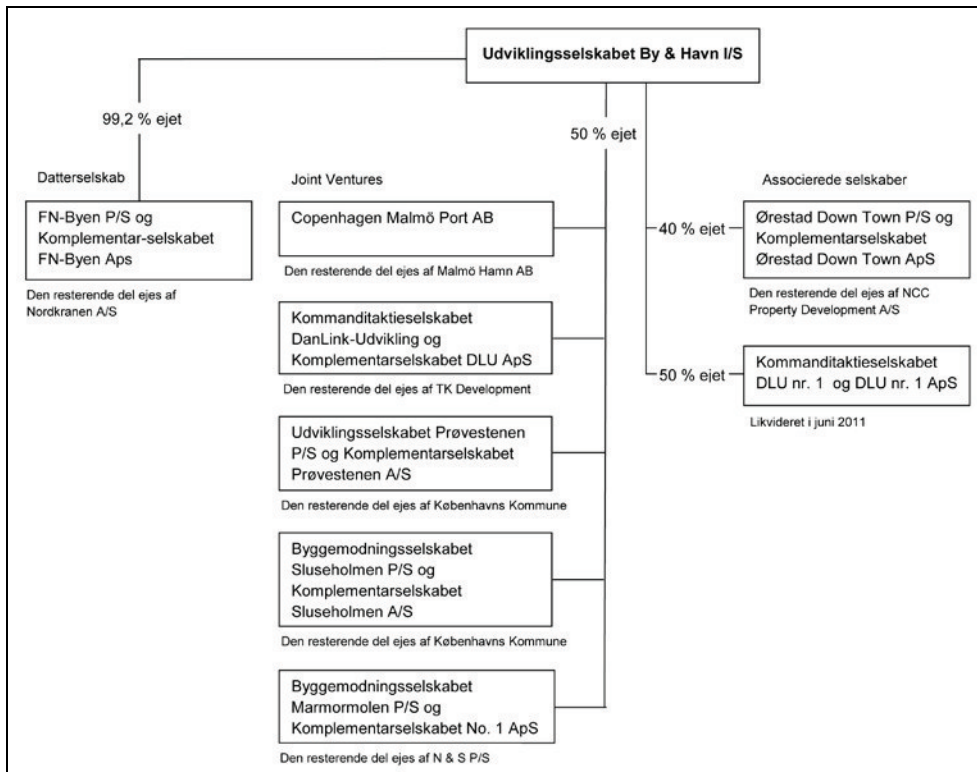 Udviklingsselskabet By & Havn I/S
99,2 % ejet
50 % ejet
Datterselskab
FN-Byen P/S og
Komplementar-selskabet
FN-Byen Aps
Den resterende del ejes af
Nordkranen A/S
Joint Ventures
Copenhagen Malmö Port AB
Den resterende del ejes af Malmö Hamn AB
Kommanditaktieselskabet
DanLink-Udvikling og
Komplementarselskabet DLU ApS
Den resterende del ejes af TK Development
Udviklingsselskabet Prøvestenen
P/S og Komplementarselskabet
Prøvestenen A/S
Den resterende del ejes af Københavns Kommune
Byggemodningsselskabet
Sluseholmen P/S og
Komplementarselskabet
Sluseholmen A/S
Den resterende del ejes af Københavns Kommune
Byggemodningsselskabet
Marmormolen P/S og
Komplementarselskabet No. 1 ApS
Den resterende del ejes af N & S P/S
Associerede selskaber
40 % ejet
Ørestad Down Town P/S og
Komplementarselskabet
Ørestad Down Town ApS
Den resterende del ejes af NCC
Property Development A/S
50 % ejet
Kommanditaktieselskabet
DLU nr. 1 og DLU nr. 1 ApS
Likvideret i juni 2011